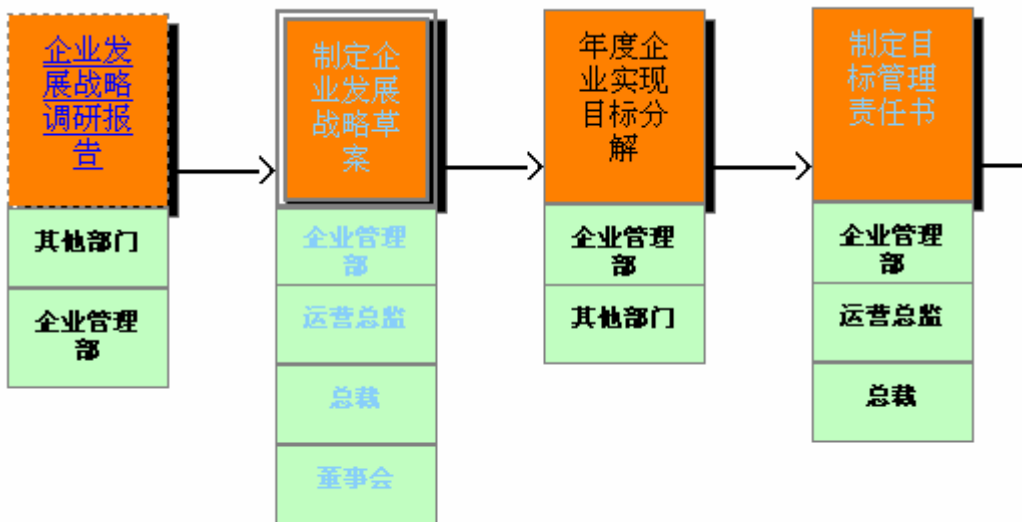 企业发
展战略
调研报
告
其他部门
企业管理
部
制定企
业发展
战略草
案
企业管理
部
运营总监
总裁
董事会
年度企
业实现
目标分
解
企业管理
部
其他部门
制定目
标管理
责任书
企业管理
部
运营总监
总裁